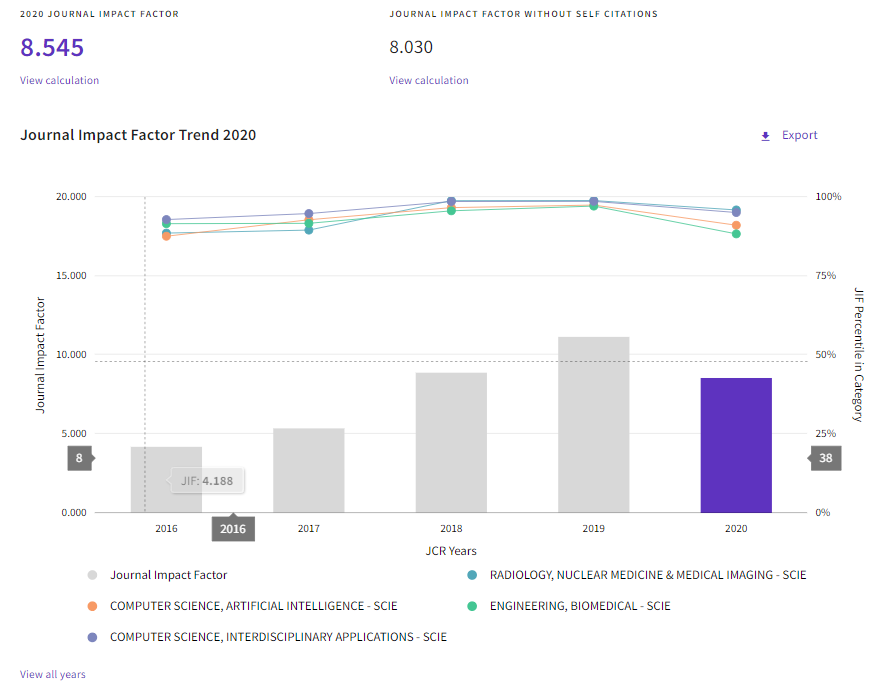 2020 JOURNAL IMPACT FACTOR
JOURNAL IMPACT FACTOR WITHOUT SELF CITATIONS
8.545
8.030
View calculation
View calculation
Journal Impact Factor Trend 2020
Export
20.000
100%
15.000
75%
Journal Impact Factor
JIF Percentile in Category
10.000
50%
5.000
25%
8
38
JIF: 4.188
0.000
0%
2016
2016
2017
2018
2019
2020
JCR Years
Journal Impact Factor
RADIOLOGY, NUCLEAR MEDICINE & MEDICAL IMAGING - SCIE
COMPUTER SCIENCE, ARTIFICIAL INTELLIGENCE - SCIE
ENGINEERING, BIOMEDICAL - SCIE
COMPUTER SCIENCE, INTERDISCIPLINARY APPLICATIONS - SCIE
View all years